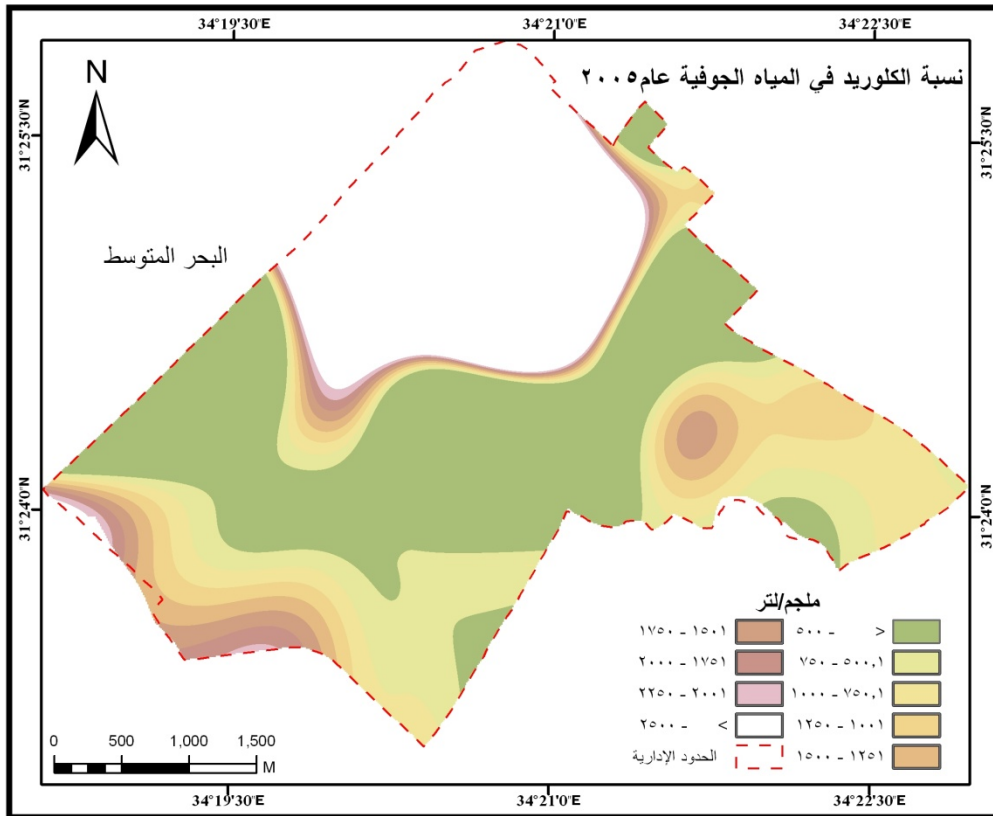 34°19'30"E 34°21'0"E 34°22'30"E
نسبة الكلوريد في المياه الجوفية عام ٢٠٠٥
N
31°25'30"N 31°25'30"N
البحر المتوسط
31°24'0"N 31°24'0"N
ملجم/لتر
< - ٥٠٠
٥٠٠,١ - ٧٥٠
٧٥٠,١ - ١٠٠٠
١٠٠١ - ١٢٥٠
١٢٥١ - ١٥٠٠
١٥٠١ - ١٧٥٠
١٧٥١ - ٢٠٠٠
٢٠٠١ - ٢٢٥٠
> - ٢٥٠٠
الحدود الإدارية
0 500 1,000 1,500
M
34°19'30"E 34°21'0"E 34°22'30"E